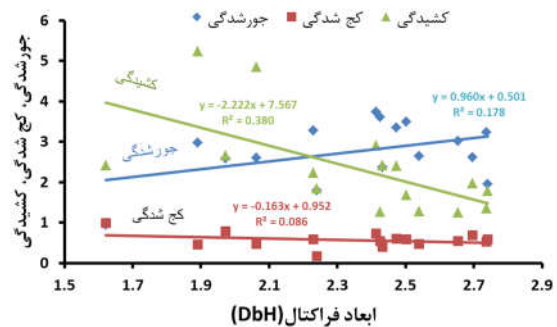 جورشدگی کج شدگی کشیدگی
جورشدگی، کج شدگی، کشیدگی
6
5
4
3
2
1
0
کشیدگی
y = -2.222x + 7.567
R² = 0.380
y = 0.960x + 0.501
R² = 0.178
جورشدگی
y = -0.163x + 0.952
R² = 0.086
کج شدگی
1.5 1.7 1.9 2.1 2.3 2.5 2.7 2.9
ابعاد فراکتال(DbH)